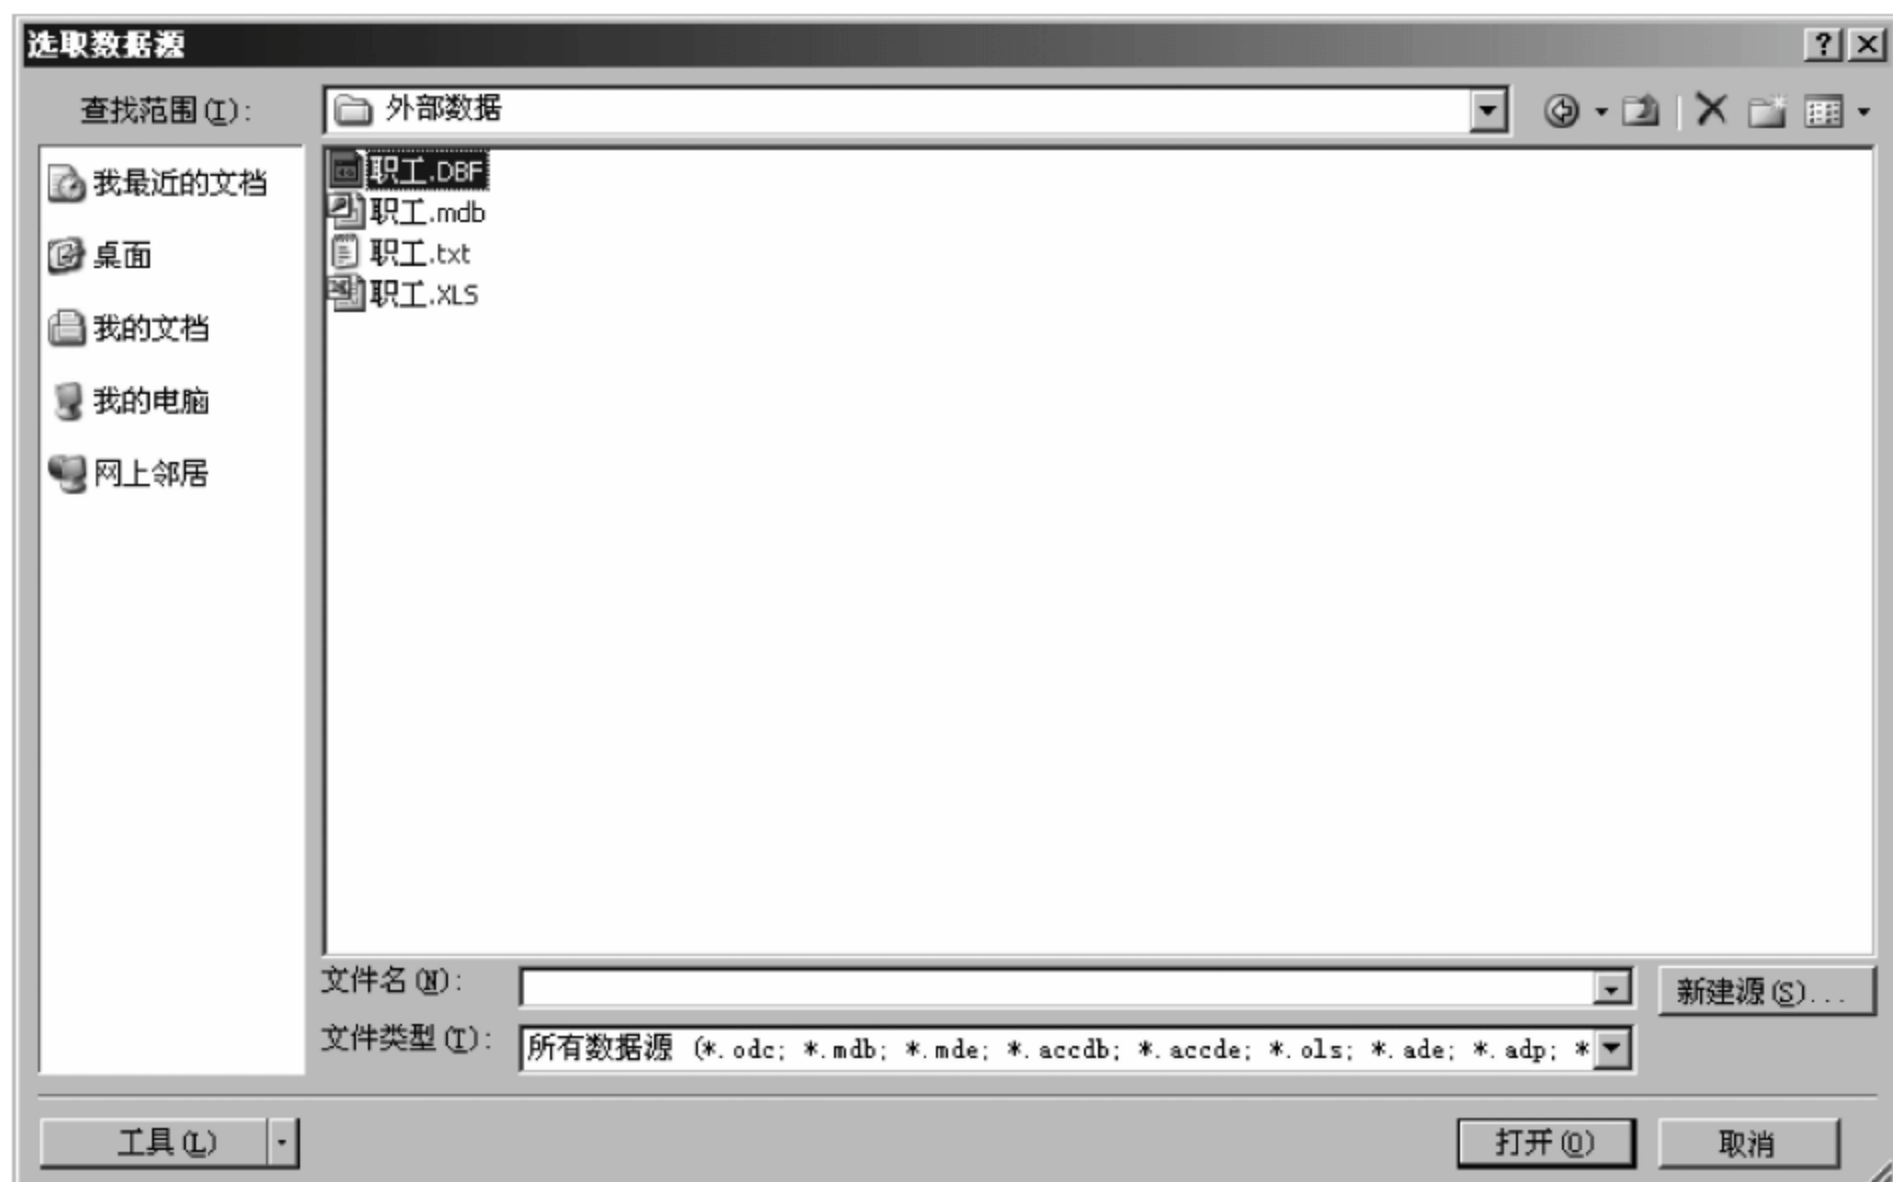 选取数据源
查找范围(I):
外部数据
我最近的文档
桌面
我的文档
我的电脑
网上邻居
职工.DBF
职工.mdb
职工.txt
职工.XLS
文件名(N):
新建源(S)...
文件类型(T):
所有数据源 (*.odc; *.mdb; *.mde; *.accdb; *.accde; *.ols; *.ade; *.adp; *
工具(L)
打开(O)
取消